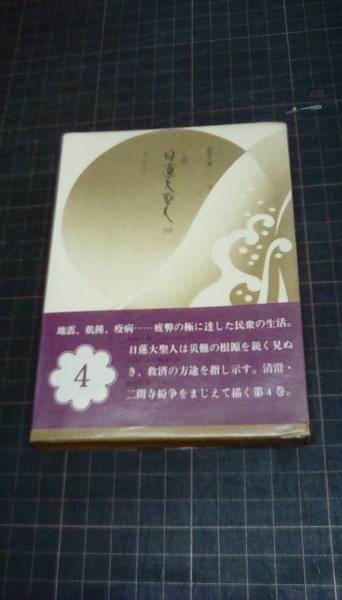 日蓮大聖人
地震、飢饉、疫病……疲弊の極に達した民衆の生活。
日蓮大聖人は災難の根源を鋭く見ぬ
き、救済の方途を指し示す。清澄・
二間寺紛争をまじえて描く第4巻。
4